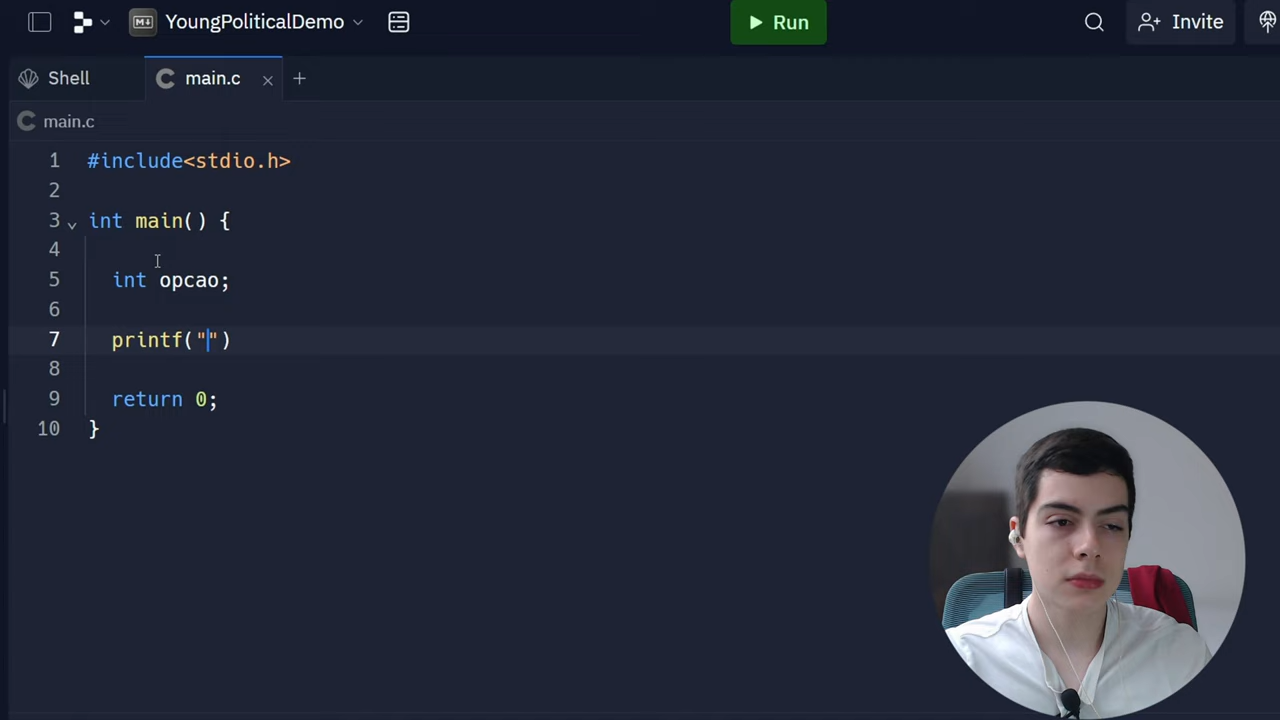 YoungPoliticalDemo
Run
Invite
Shell
main.c
main.c
1 #include<stdio.h>
2
3 int main() {
4
5 int opcao;
6
7 printf("")
8
9 return 0;
10 }